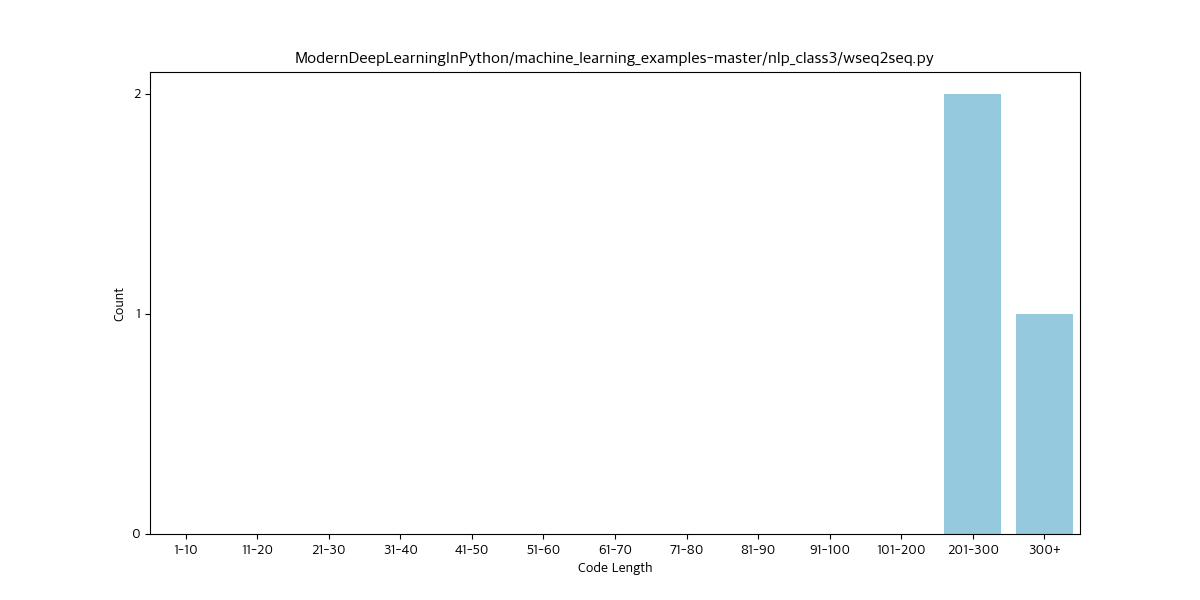 ModernDeepLearningInPython/machine_learning_examples-master/nlp_class3/wseq2seq.py
2
1
0
Count
1-10 11-20 21-30 31-40 41-50 51-60 61-70 71-80 81-90 91-100 101-200 201-300 300+
Code Length